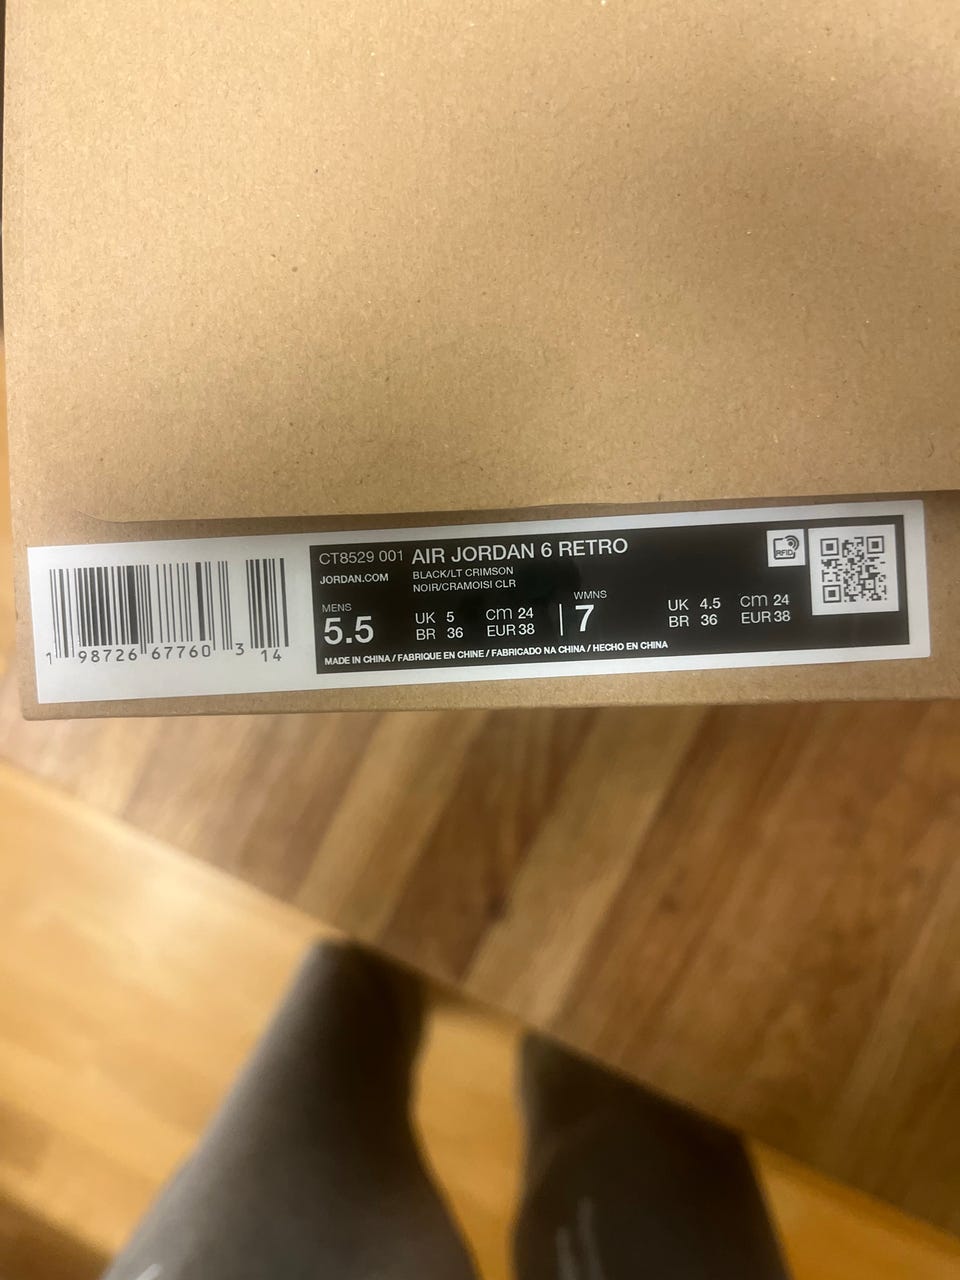 CT8529 001 AIR JORDAN 6 RETRO
JORDAN.COM BLACK/LT CRIMSON
NOIR/CRAMOISI CLR
MENS 5.5 UK 5 cm 24 BR 36 EUR 38
WMNS 7 UK 4.5 cm 24 BR 36 EUR 38
MADE IN CHINA / FABRIQUE EN CHINE / FABRICADO NA CHINA / HECHO EN CHINA
RFID
1 98726 67760 3 14